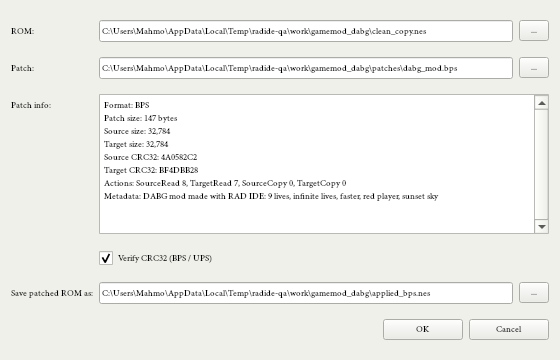 ROM:
C:\Users\Mahmo\AppData\Local\Temp\radide-qa\work\gamemod_dabg\clean_copy.nes
...
Patch:
C:\Users\Mahmo\AppData\Local\Temp\radide-qa\work\gamemod_dabg\patches\dabg_mod.bps
...
Patch info:
Format: BPS
Patch size: 147 bytes
Source size: 32,784
Target size: 32,784
Source CRC32: 4A0582C2
Target CRC32: BF4DBB28
Actions: SourceRead 8, TargetRead 7, SourceCopy 0, TargetCopy 0
Metadata: DABG mod made with RAD IDE: 9 lives, infinite lives, faster, red player, sunset sky
Verify CRC32 (BPS / UPS)
Save patched ROM as:
C:\Users\Mahmo\AppData\Local\Temp\radide-qa\work\gamemod_dabg\applied_bps.nes
...
OK
Cancel